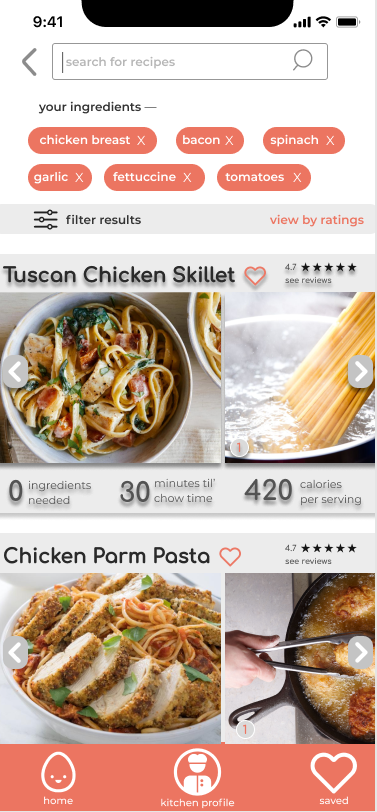 9:41
search for recipes
your ingredients —
chicken breast X bacon X spinach X
garlic X fettuccine X tomatoes X
filter results view by ratings
Tuscan Chicken Skillet 4.7 ★★★★★
see reviews
1
0 ingredients needed
30 minutes til' chow time
420 calories per serving
Chicken Parm Pasta 4.7 ★★★★★
see reviews
1
home kitchen profile saved